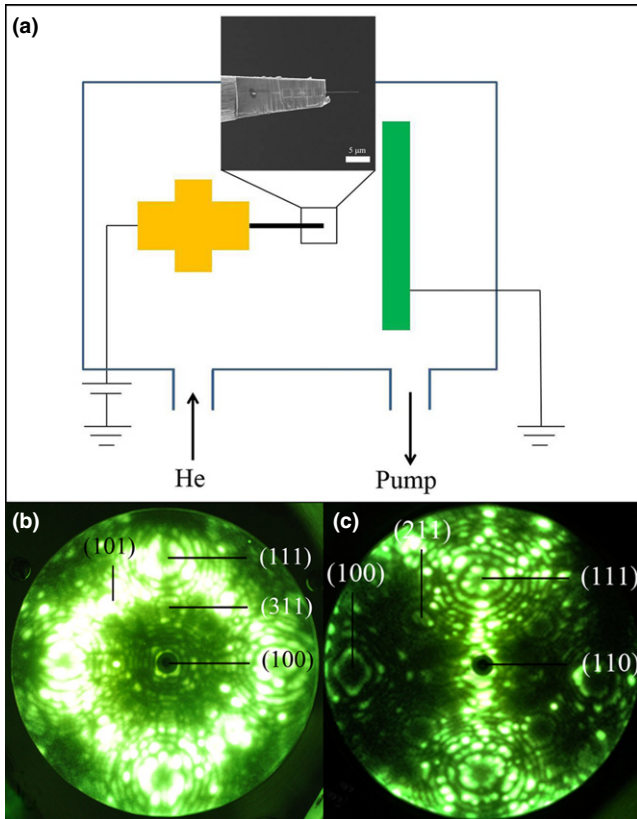 (a)
5 μm
He
Pump
(b)
(101)
(111)
(311)
(100)
(c)
(211)
(100)
(111)
(110)